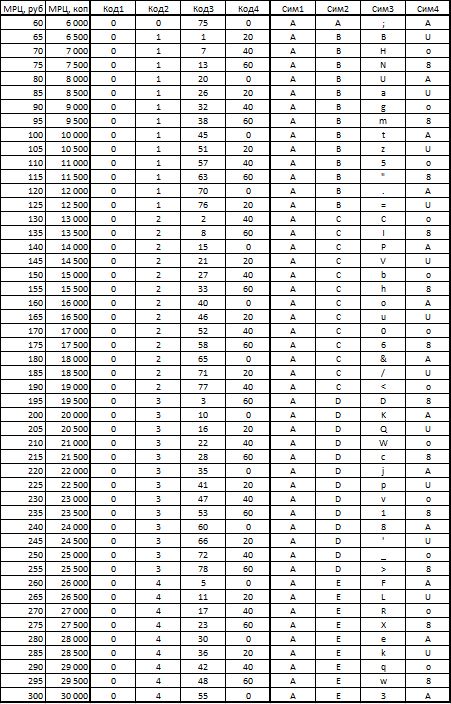 МРЦ, руб МРЦ, коп Код1 Код2 Код3 Код4 Сим1 Сим2 Сим3 Сим4
60 6 000 0 0 75 0 A A ; A
65 6 500 0 1 1 20 A B B U
70 7 000 0 1 7 40 A B H o
75 7 500 0 1 13 60 A B N 8
80 8 000 0 1 20 0 A B U A
85 8 500 0 1 26 20 A B a U
90 9 000 0 1 32 40 A B g o
95 9 500 0 1 38 60 A B m 8
100 10 000 0 1 45 0 A B t A
105 10 500 0 1 51 20 A B z U
110 11 000 0 1 57 40 A B 5 o
115 11 500 0 1 63 60 A B " 8
120 12 000 0 1 70 0 A B . A
125 12 500 0 1 76 20 A B = U
130 13 000 0 2 2 40 A C C o
135 13 500 0 2 8 60 A C I 8
140 14 000 0 2 15 0 A C P A
145 14 500 0 2 21 20 A C V U
150 15 000 0 2 27 40 A C b o
155 15 500 0 2 33 60 A C h 8
160 16 000 0 2 40 0 A C o A
165 16 500 0 2 46 20 A C u U
170 17 000 0 2 52 40 A C 0 o
175 17 500 0 2 58 60 A C 6 8
180 18 000 0 2 65 0 A C & A
185 18 500 0 2 71 20 A C / U
190 19 000 0 2 77 40 A C < o
195 19 500 0 3 3 60 A D D 8
200 20 000 0 3 10 0 A D K A
205 20 500 0 3 16 20 A D Q U
210 21 000 0 3 22 40 A D W o
215 21 500 0 3 28 60 A D c 8
220 22 000 0 3 35 0 A D j A
225 22 500 0 3 41 20 A D p U
230 23 000 0 3 47 40 A D v o
235 23 500 0 3 53 60 A D 1 8
240 24 000 0 3 60 0 A D 8 A
245 24 500 0 3 66 20 A D ' U
250 25 000 0 3 72 40 A D _ o
255 25 500 0 3 78 60 A D > 8
260 26 000 0 4 5 0 A E F A
265 26 500 0 4 11 20 A E L U
270 27 000 0 4 17 40 A E R o
275 27 500 0 4 23 60 A E X 8
280 28 000 0 4 30 0 A E e A
285 28 500 0 4 36 20 A E k U
290 29 000 0 4 42 40 A E q o
295 29 500 0 4 48 60 A E w 8
300 30 000 0 4 55 0 A E 3 A